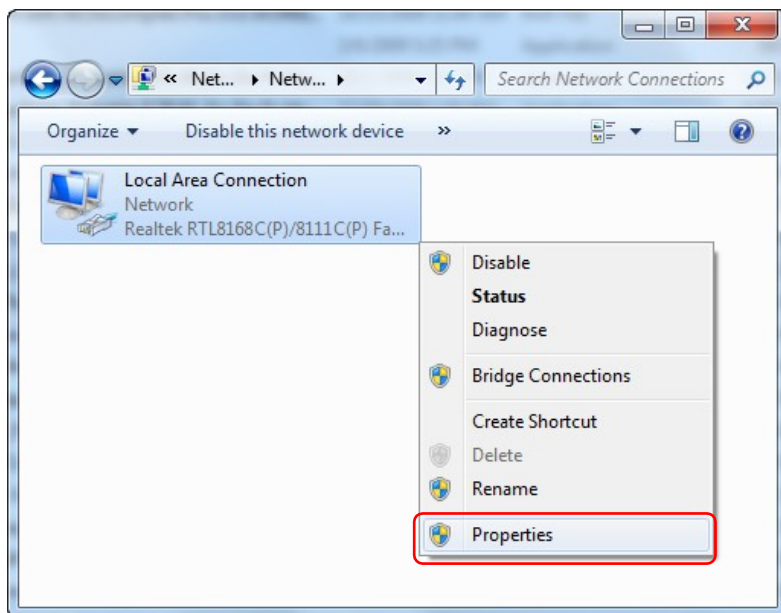 « Net... Netw...
Search Network Connections
Organize Disable this network device »
Local Area Connection
Network
Realtek RTL8168C(P)/8111C(P) Fa...
Disable
Status
Diagnose
Bridge Connections
Create Shortcut
Delete
Rename
Properties